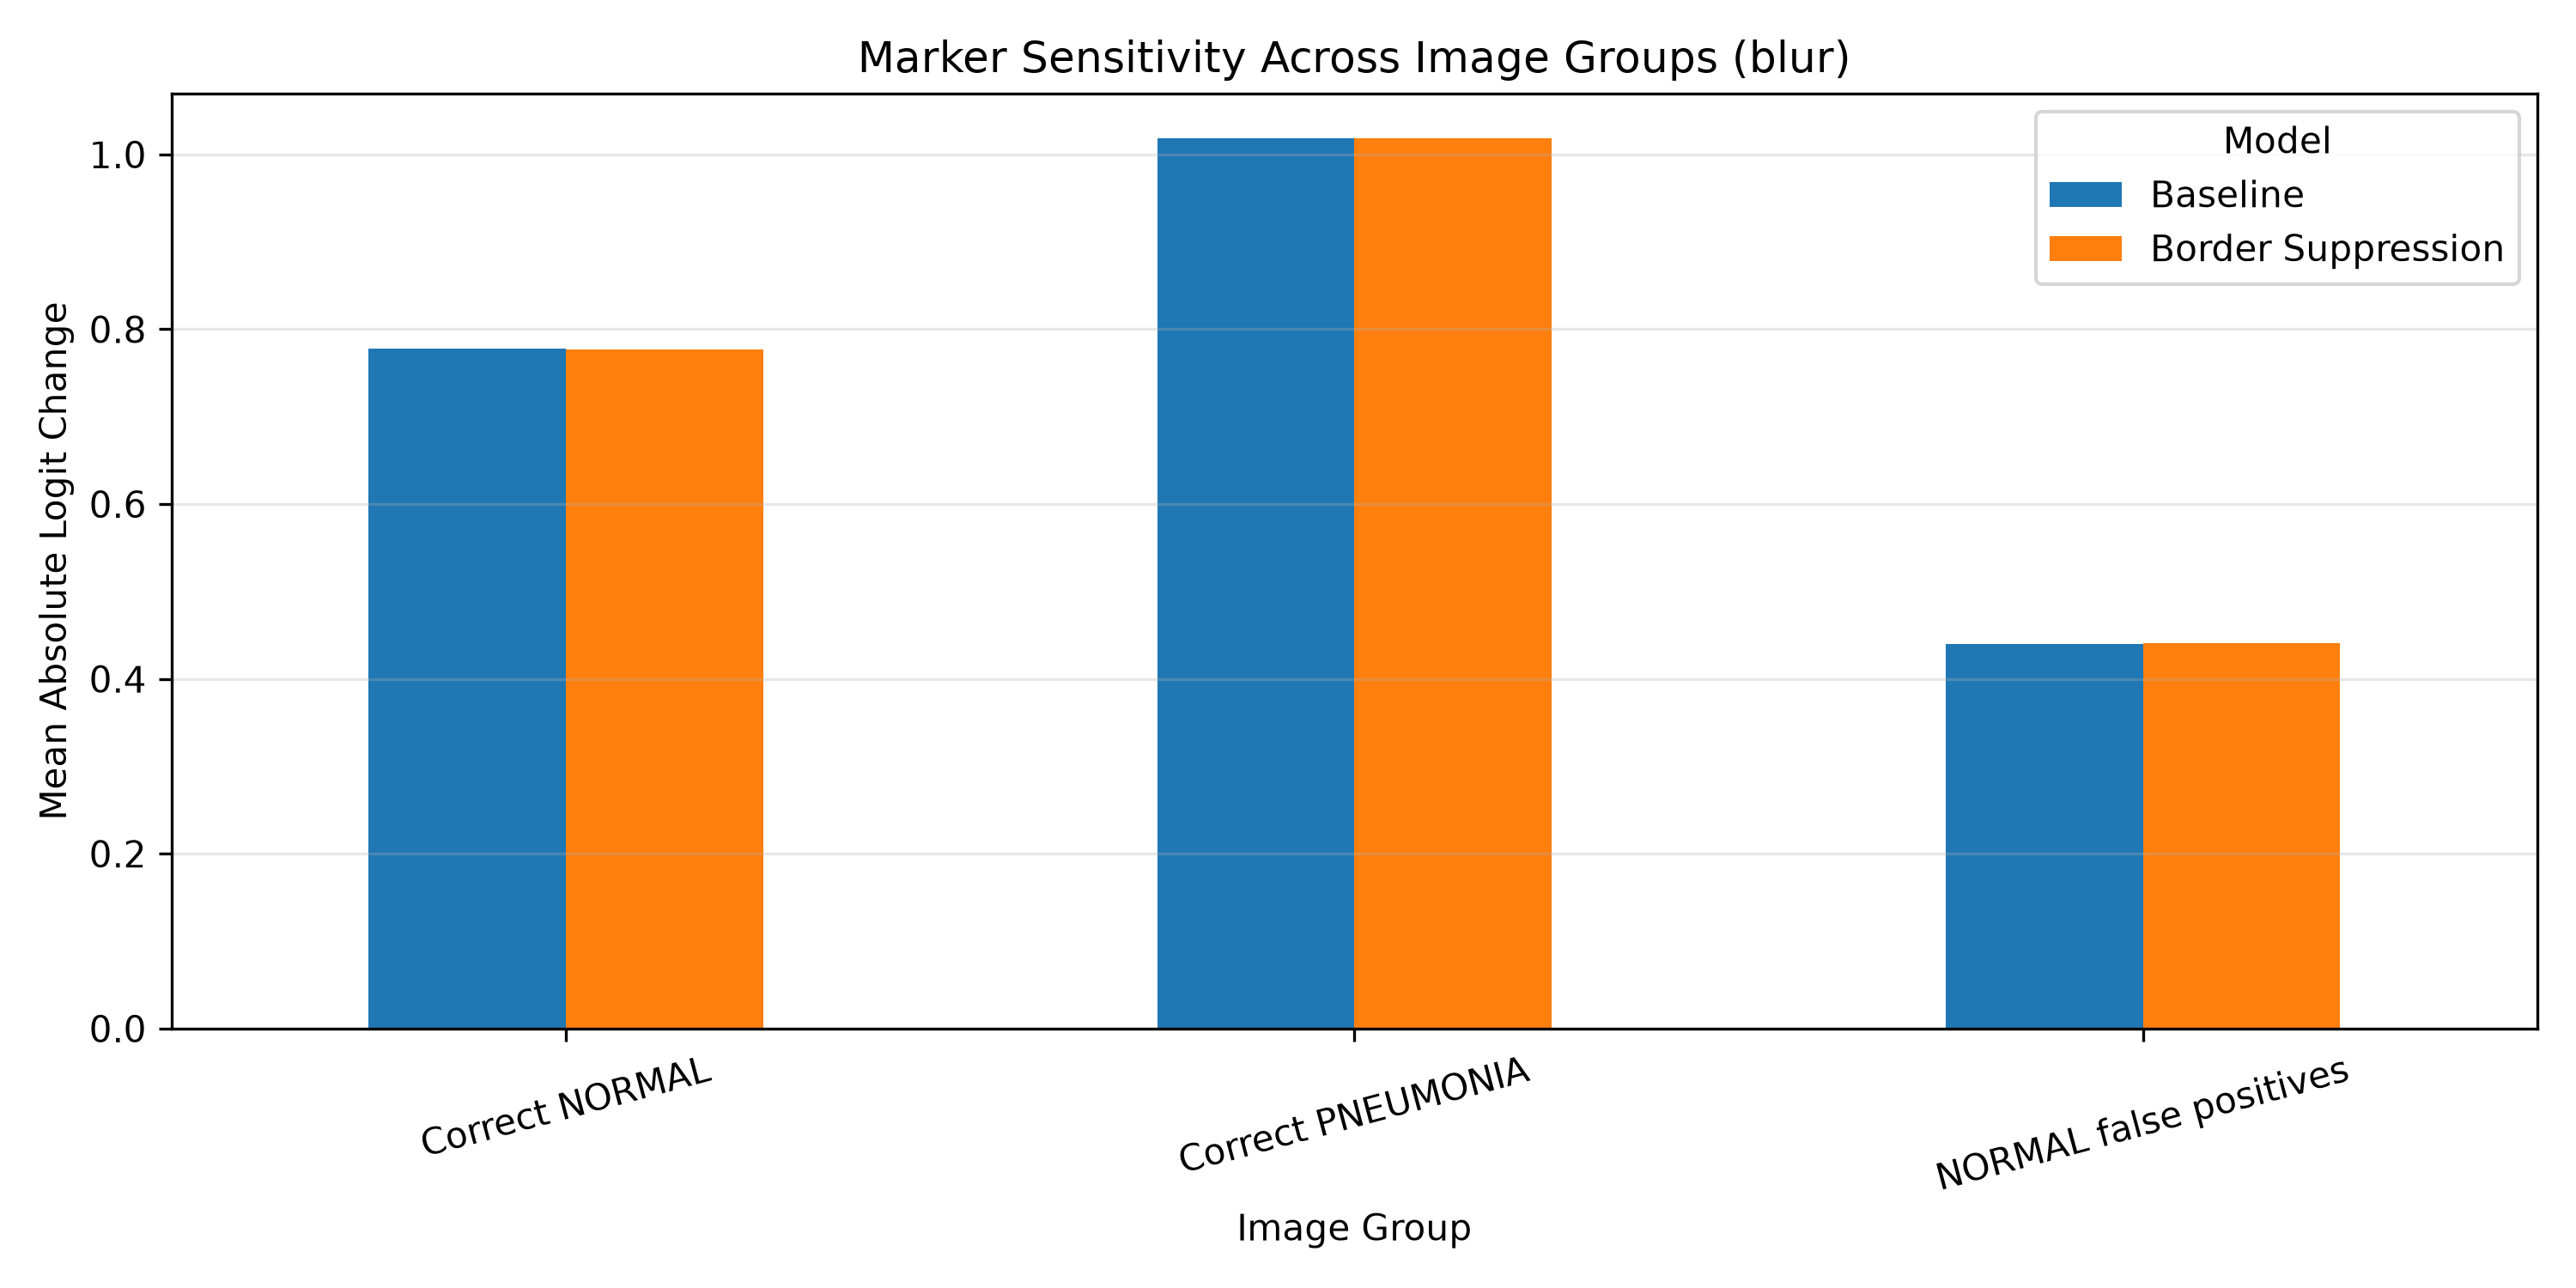 Marker Sensitivity Across Image Groups (blur)
Model
Baseline
Border Suppression
Mean Absolute Logit Change
1.0
0.8
0.6
0.4
0.2
0.0
Correct NORMAL
Correct PNEUMONIA
NORMAL false positives
Image Group